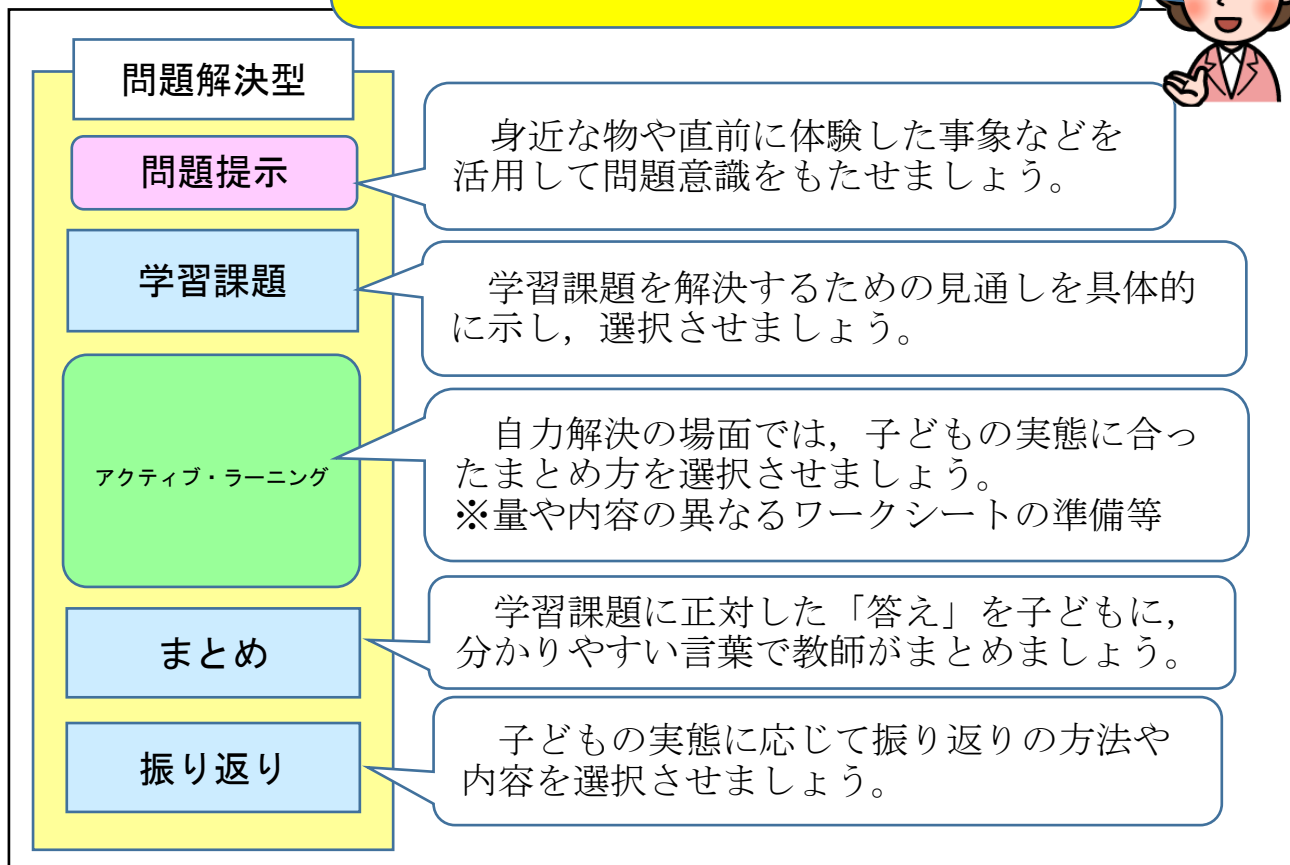 問題解決型
問題提示
身近な物や直前に体験した事象などを
活用して問題意識をもたせましょう。
学習課題
学習課題を解決するための見通しを具体的
に示し，選択させましょう。
アクティブ・ラーニング
自力解決の場面では，子どもの実態に合っ
たまとめ方を選択させましょう。
※量や内容の異なるワークシートの準備等
まとめ
学習課題に正対した「答え」を子どもに，
分かりやすい言葉で教師がまとめましょう。
振り返り
子どもの実態に応じて振り返りの方法や
内容を選択させましょう。